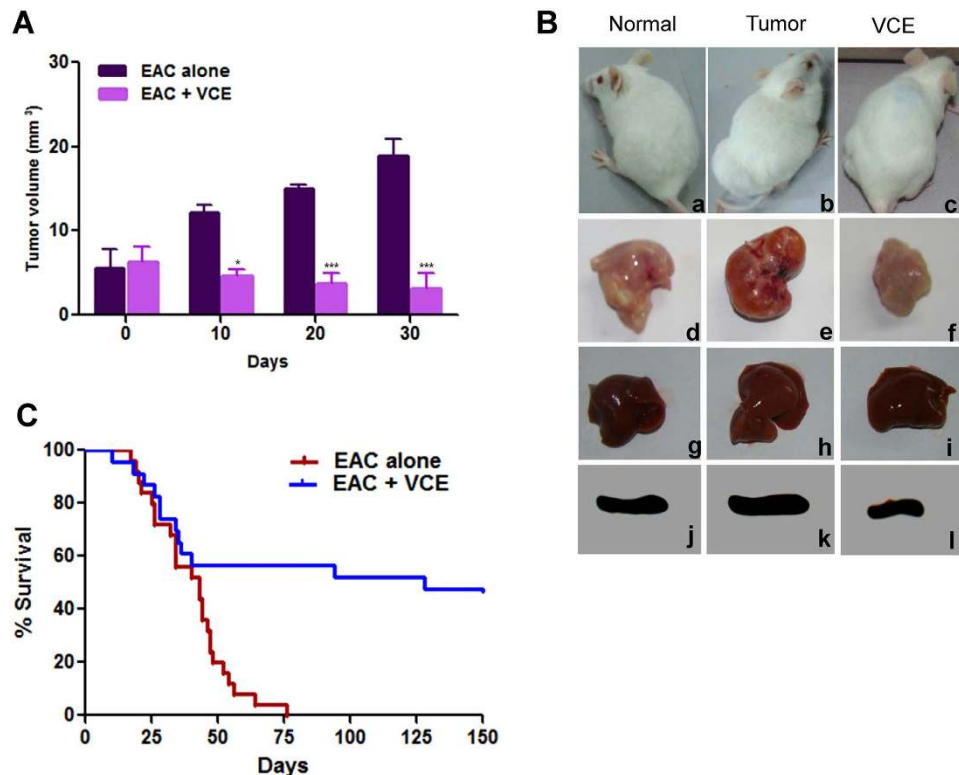 A
30
20
10
0
Tumor volume (mm³)
EAC alone
EAC + VCE
*
***
***
0 10 20 30
Days
B
Normal Tumor VCE
a b c
d e f
g h i
j k l
C
100
80
60
40
20
0
% Survival
EAC alone
EAC + VCE
0 25 50 75 100 125 150
Days